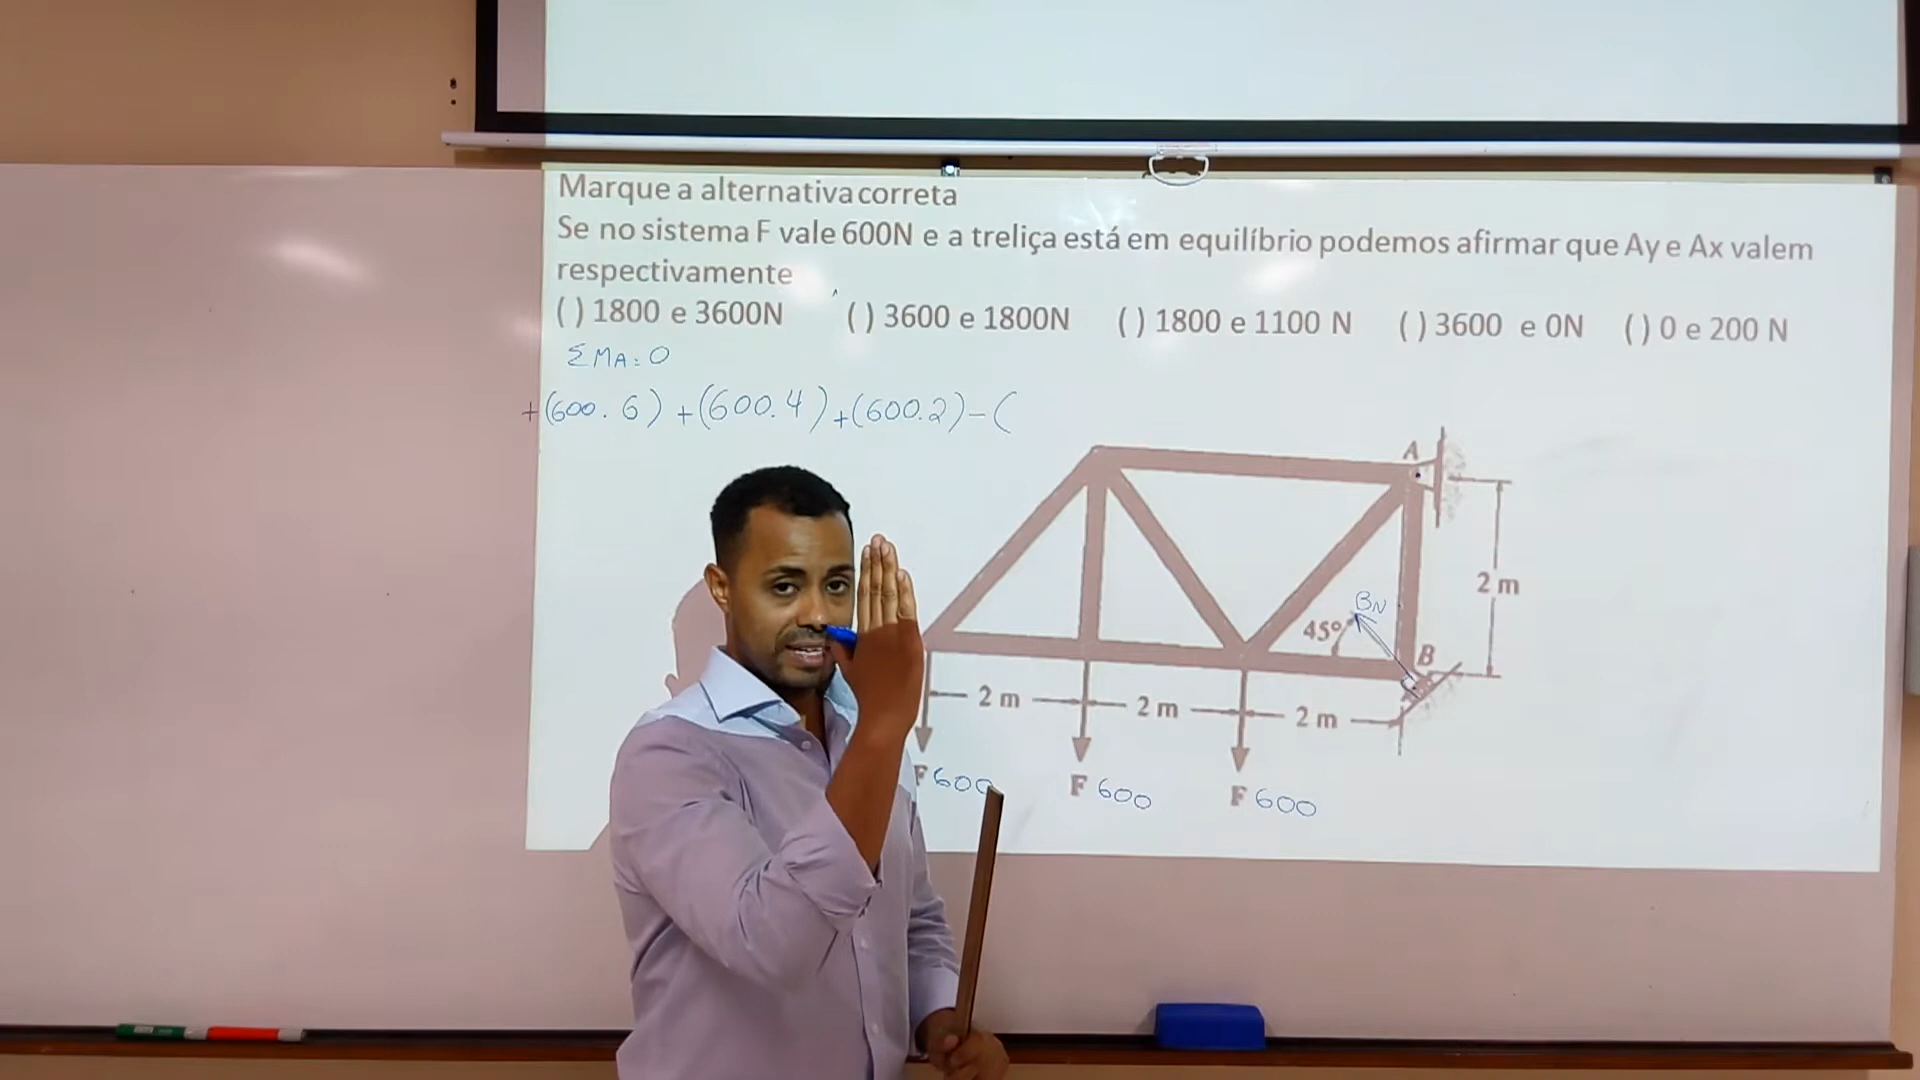 Marque a alternativa correta
Se no sistema F vale 600N e a treliça está em equilíbrio podemos afirmar que Ay e Ax valem
respectivamente
( ) 1800 e 3600N ( ) 3600 e 1800N ( ) 1800 e 1100 N ( ) 3600 e 0N ( ) 0 e 200 N
ΣMA = 0
+(600.6) +(600.4) +(600.2) - (
A
2 m
BN
45°
B
2 m 2 m 2 m
F 600 F 600 F 600